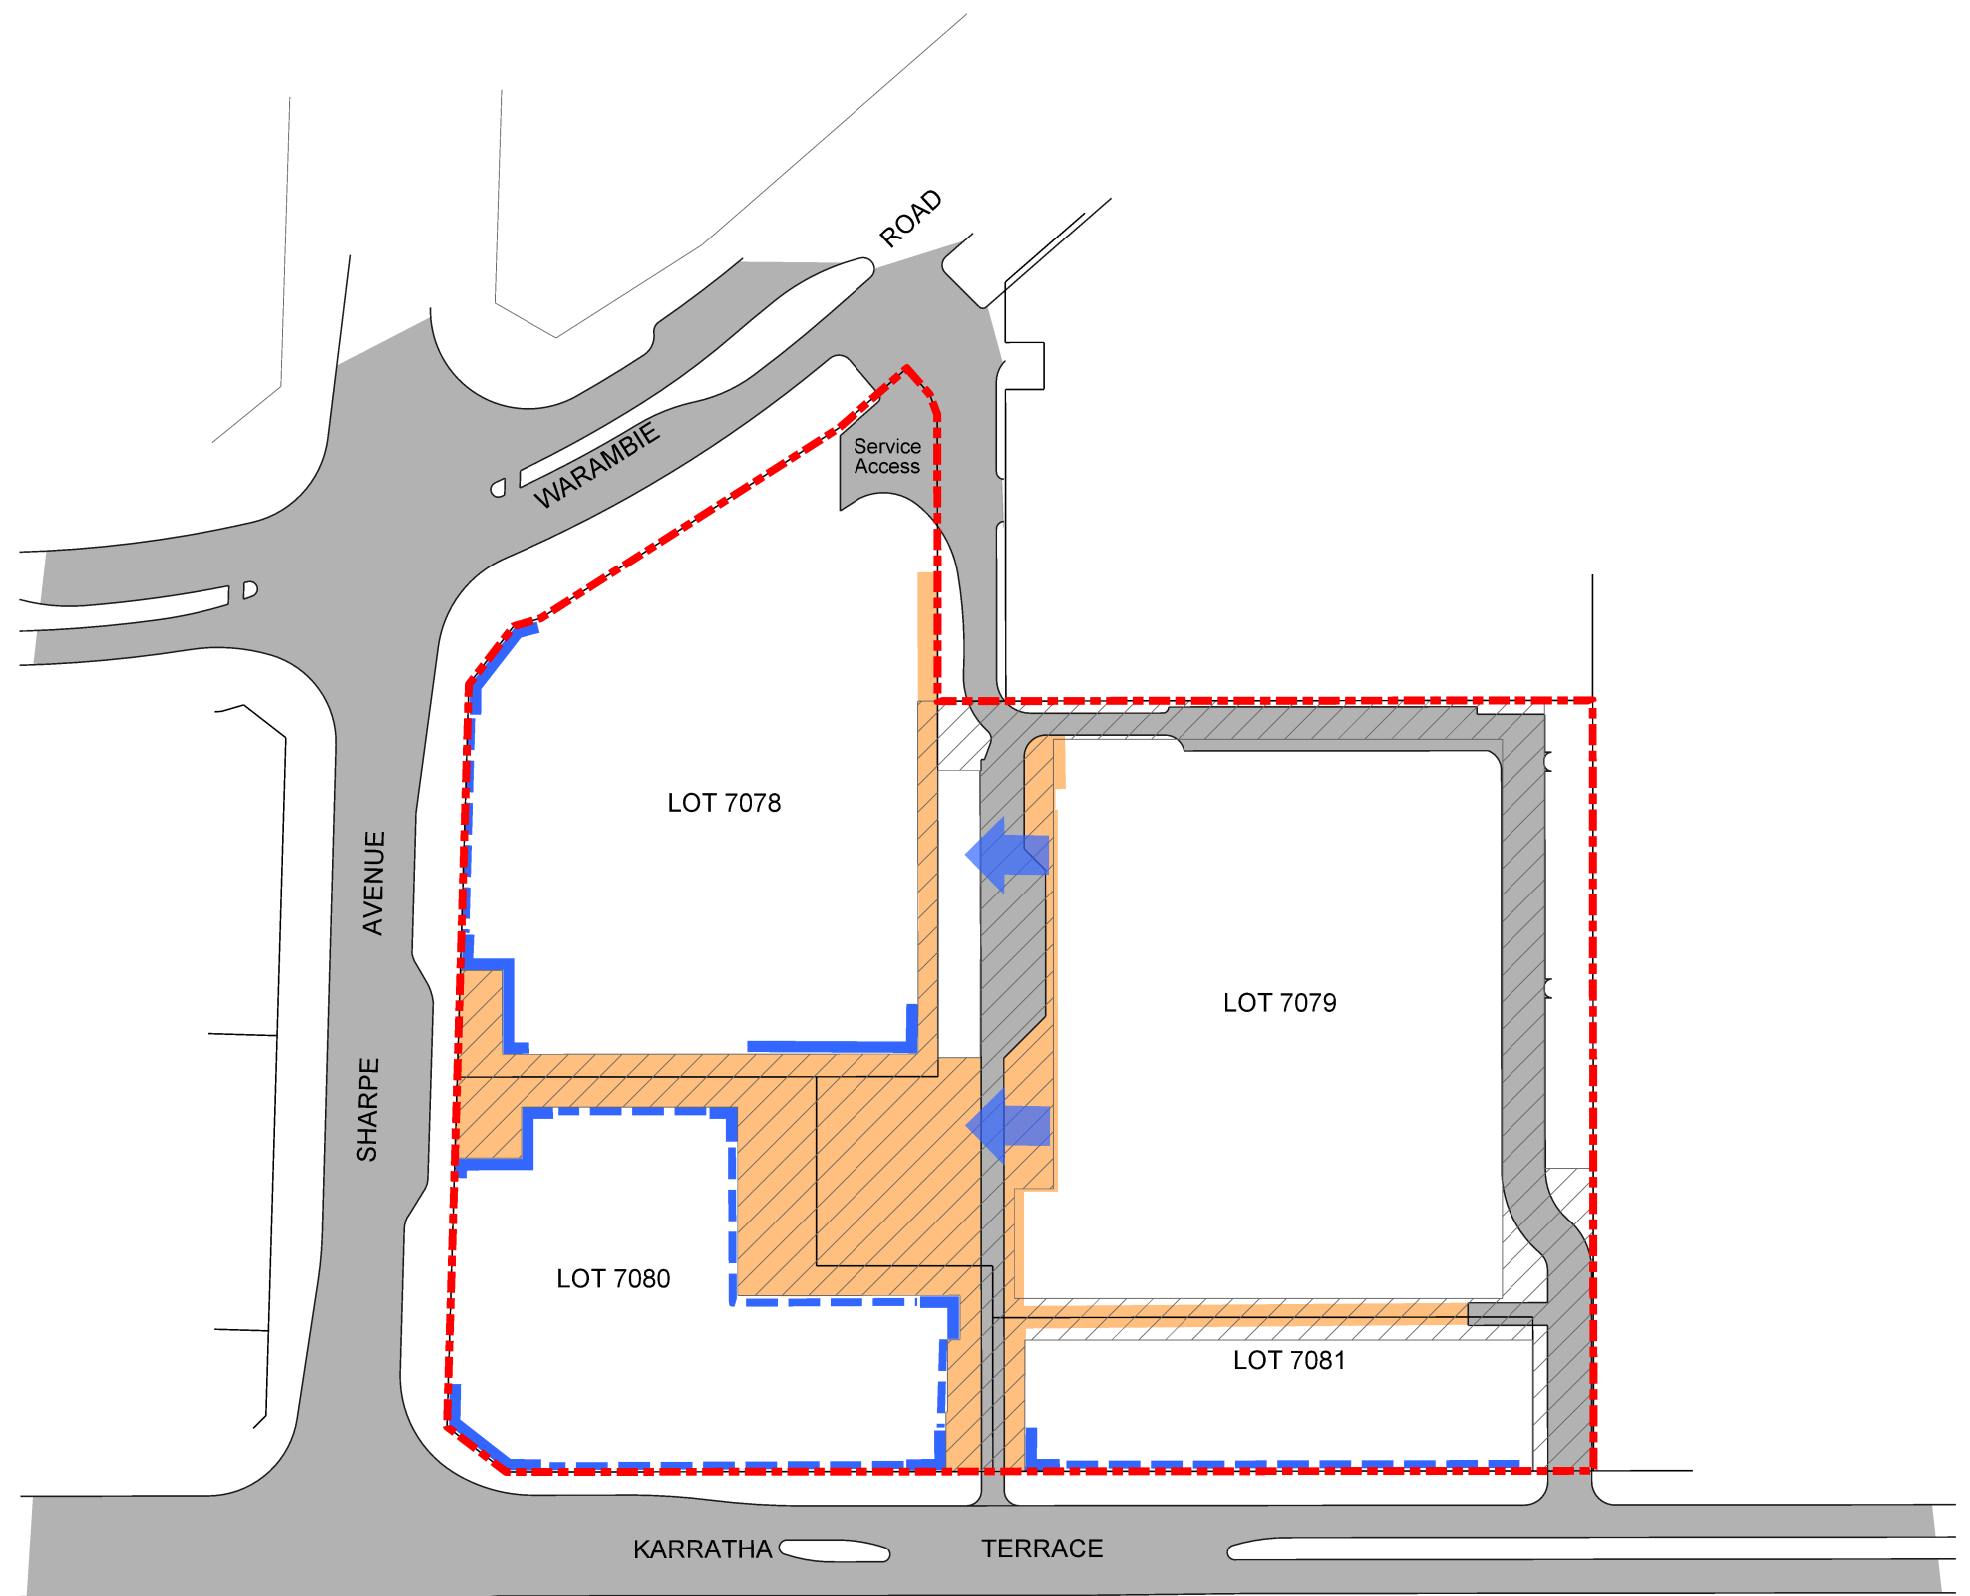 ROAD
WARAMBIE
Service
Access
LOT 7078
AVENUE
SHARPE
LOT 7079
LOT 7080
LOT 7081
KARRATHA TERRACE